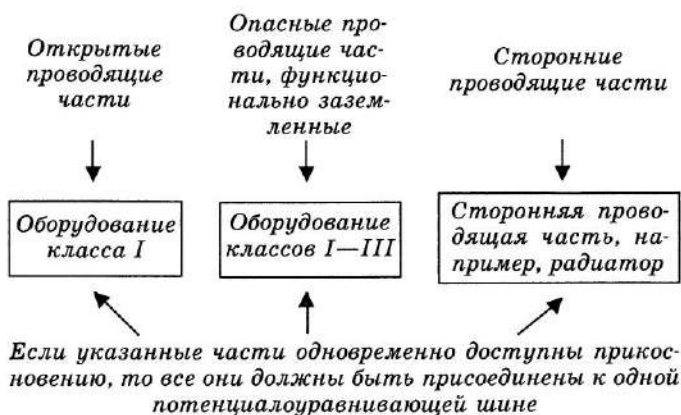 Открытые
проводящие
части
Опасные про-
водящие час-
ти, функцио-
нально зазем-
ленные
Сторонние
проводящие части
Оборудование
класса I
Оборудование
классов I—III
Сторонняя прово-
дящая часть, на-
пример, радиатор
Если указанные части одновременно доступны прикос-
новению, то все они должны быть присоединены к одной
потенциалоуравнивающей шине